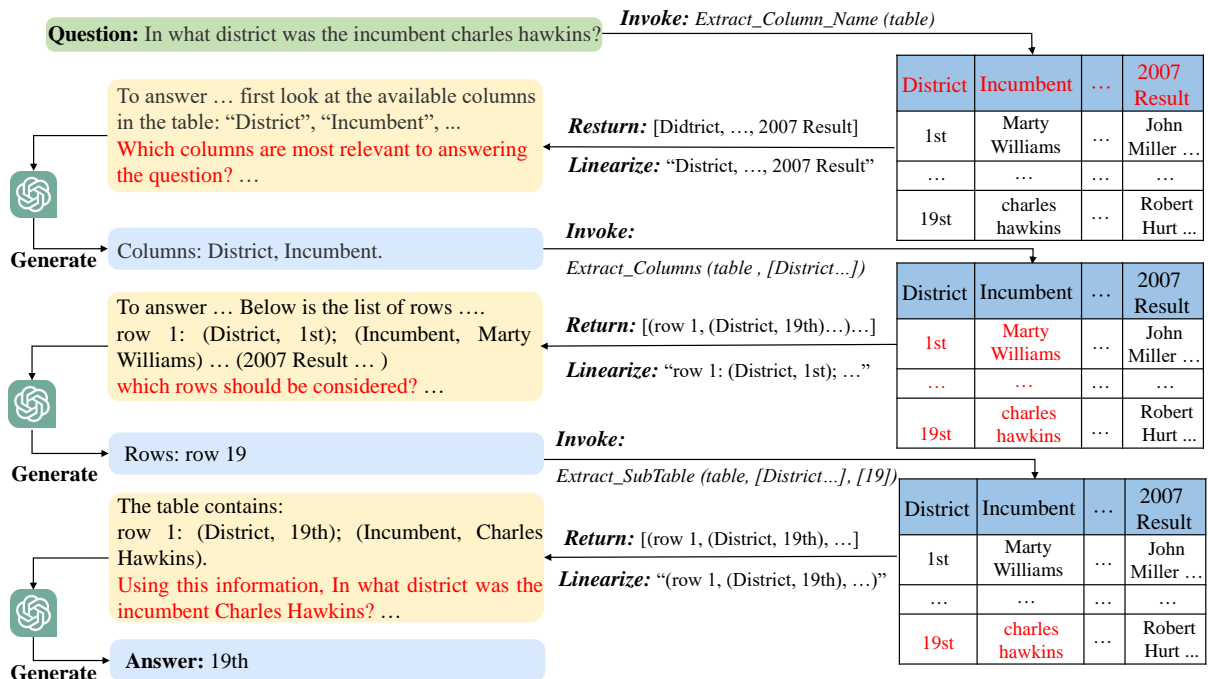 Question: In what district was the incumbent charles hawkins?
Invoke: Extract_Column_Name (table)
District Incumbent … 2007 Result
1st Marty Williams … John Miller …
… … … …
19st charles hawkins … Robert Hurt ...
To answer … first look at the available columns
in the table: “District”, “Incumbent”, ...
Which columns are most relevant to answering
the question? …
Resturn: [Didtrict, …, 2007 Result]
Linearize: “District, …, 2007 Result”
Generate
Columns: District, Incumbent.
Invoke:
Extract_Columns (table , [District…])
District Incumbent … 2007 Result
1st Marty Williams … John Miller …
… … … …
19st charles hawkins … Robert Hurt ...
To answer … Below is the list of rows ….
row 1: (District, 1st); (Incumbent, Marty
Williams) … (2007 Result … )
which rows should be considered? …
Return: [(row 1, (District, 19th)…)…]
Linearize: “row 1: (District, 1st); …”
Generate
Rows: row 19
Invoke:
Extract_SubTable (table, [District…], [19])
District Incumbent … 2007 Result
1st Marty Williams … John Miller …
… … … …
19st charles hawkins … Robert Hurt ...
The table contains:
row 1: (District, 19th); (Incumbent, Charles
Hawkins).
Using this information, In what district was the
incumbent Charles Hawkins? …
Return: [(row 1, (District, 19th), …]
Linearize: “(row 1, (District, 19th), …)”
Generate
Answer: 19th